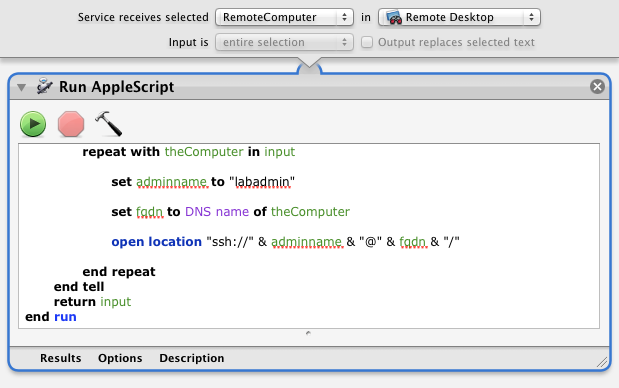 Service receives selected RemoteComputer in Remote Desktop
Input is entire selection Output replaces selected text
Run AppleScript
repeat with theComputer in input
set adminname to "labadmin"
set fqdn to DNS name of theComputer
open location "ssh://" & adminname & "@" & fqdn & "/"
end repeat
end tell
return input
end run
Results Options Description